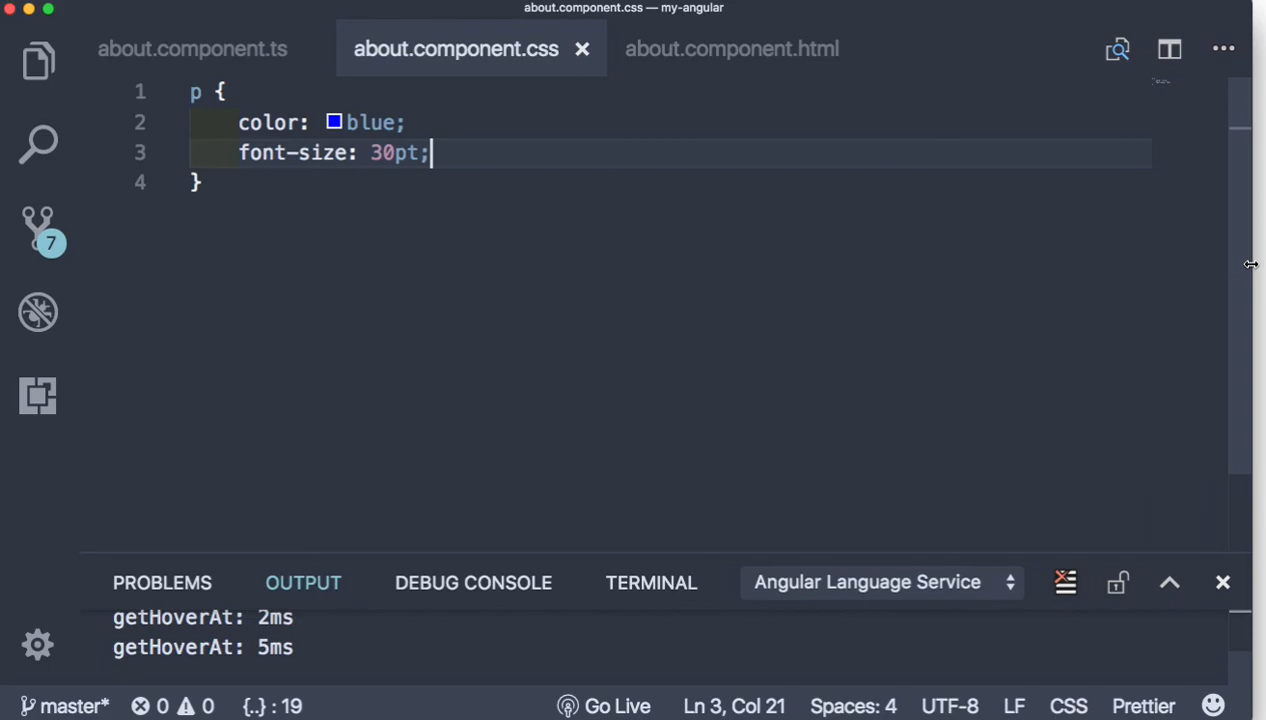 about.component.css — my-angular
about.component.ts about.component.css about.component.html
1 p {
2 color: blue;
3 font-size: 30pt;
4 }
7
PROBLEMS OUTPUT DEBUG CONSOLE TERMINAL Angular Language Service
getHoverAt: 2ms
getHoverAt: 5ms
master* 0 0 {..} : 19 Go Live Ln 3, Col 21 Spaces: 4 UTF-8 LF CSS Prettier